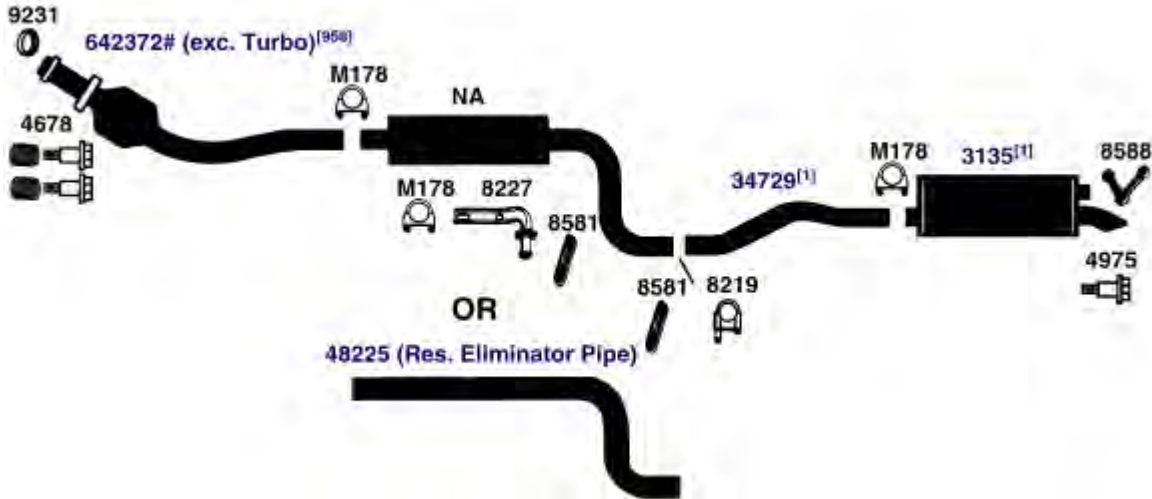 9231
642372# (exc. Turbo)[958]
M178
NA
4678
M178
3135[1]
8588
34729[1]
M178
8227
8581
4975
8581
8219
OR
48225 (Res. Eliminator Pipe)